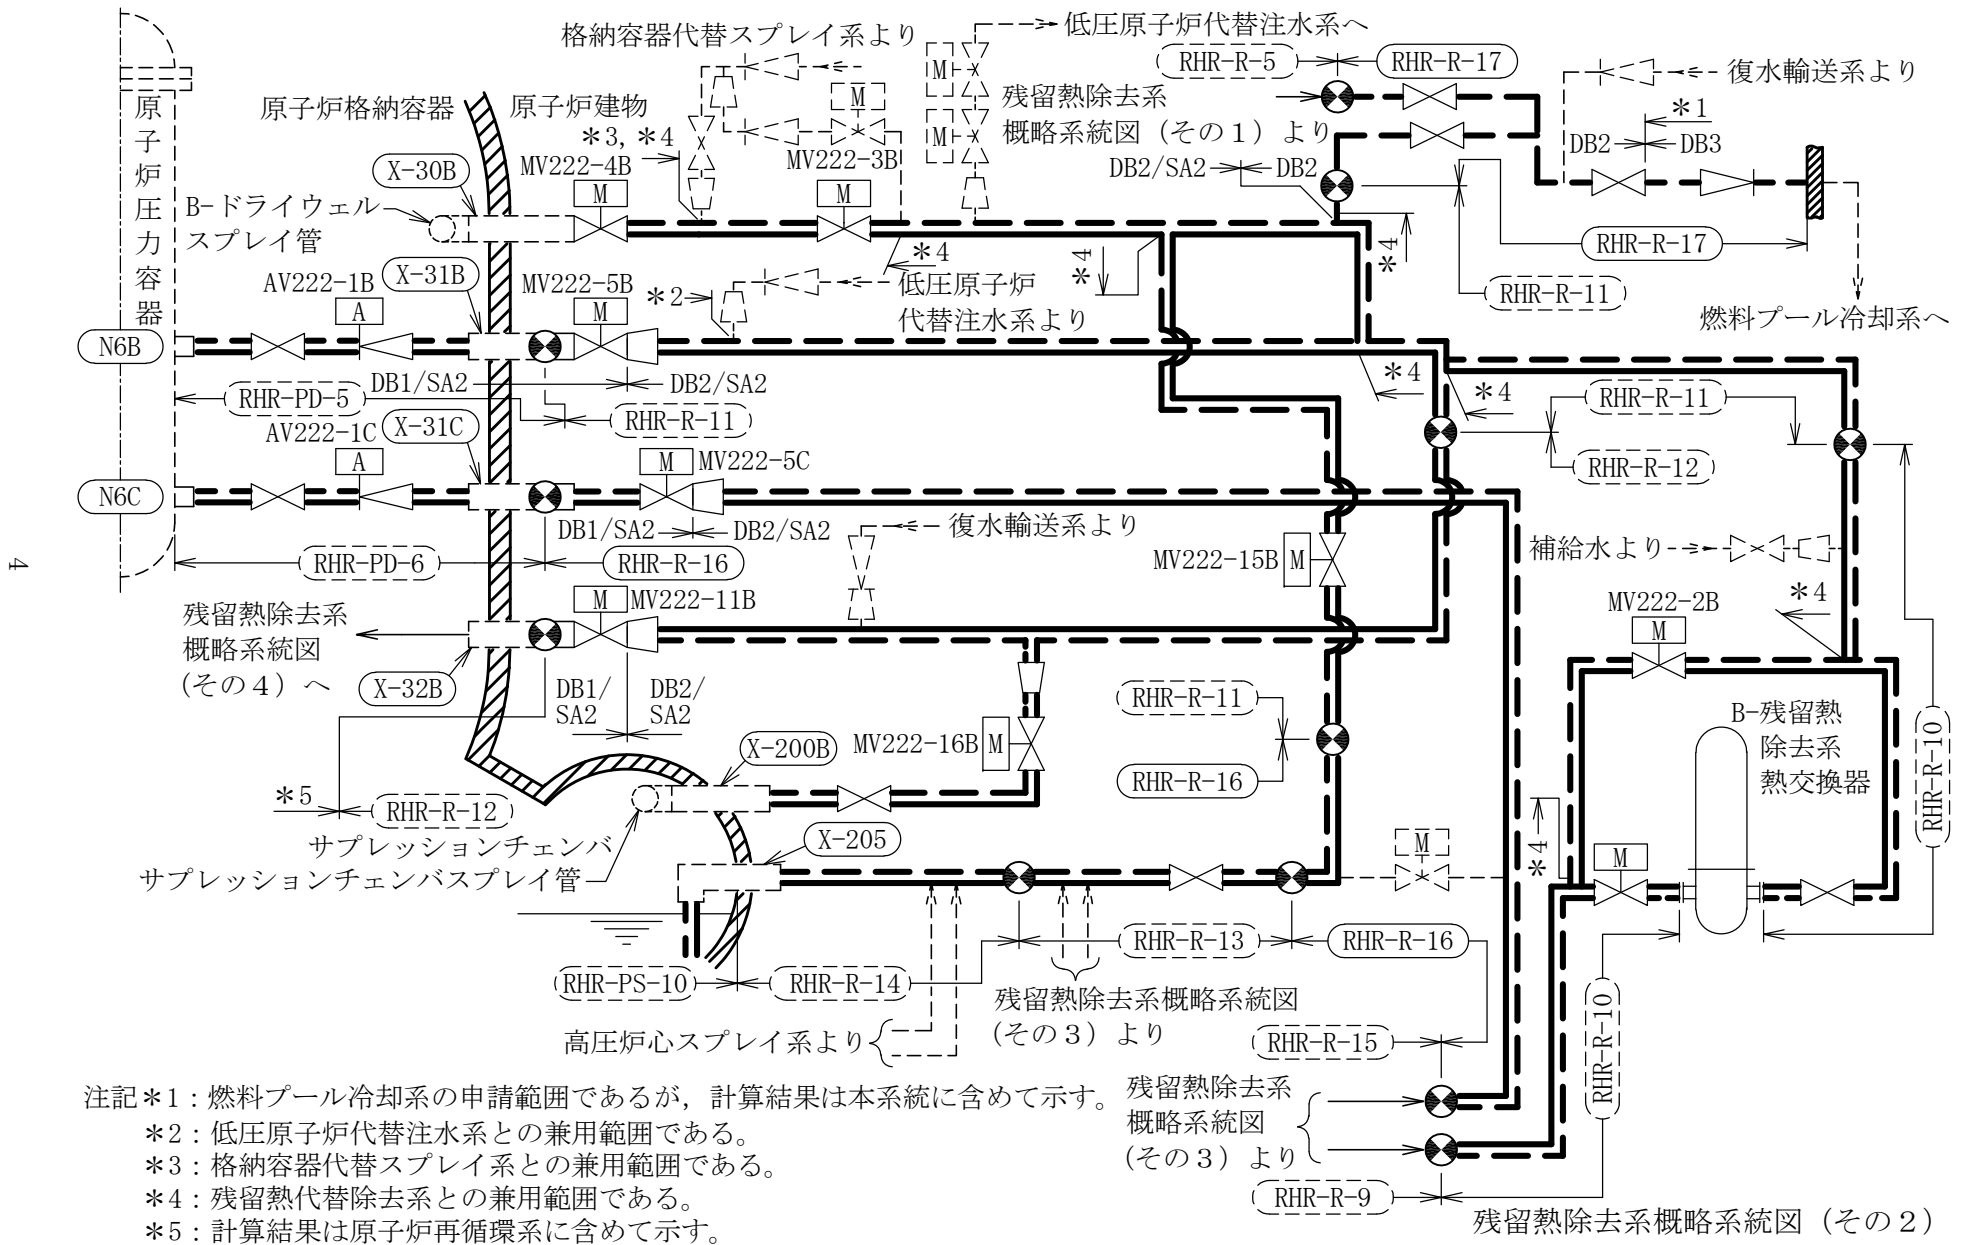 格納容器代替スプレイ系より
低圧原子炉代替注水系へ
RHR-R-5
RHR-R-17
復水輸送系より
原子炉圧力容器
原子炉格納容器
原子炉建物
*3, *4
M
M
M
残留熱除去系
概略系統図（その1）より
*1
DB2
DB3
X-30B
MV222-4B
MV222-3B
DB2/SA2
DB2
B-ドライウェル
スプレイ管
M
M
*4
*4
*4
RHR-R-17
AV222-1B
X-31B
MV222-5B
*2
低圧原子炉
代替注水系より
RHR-R-11
燃料プール冷却系へ
A
M
N6B
DB1/SA2
DB2/SA2
*4
*4
RHR-R-11
RHR-PD-5
RHR-R-11
AV222-1C
X-31C
RHR-R-12
A
M
MV222-5C
N6C
DB1/SA2
DB2/SA2
復水輸送系より
補給水より
MV222-15B
M
RHR-PD-6
RHR-R-16
4
残留熱除去系
概略系統図
（その4）へ
M
MV222-11B
*4
MV222-2B
M
X-32B
DB1/
SA2
DB2/
SA2
RHR-R-11
B-残留熱
除去系
熱交換器
RHR-R-10
X-200B
MV222-16B
M
RHR-R-16
*5
RHR-R-12
サプレッションチェンバ
X-205
M
*4
M
サプレッションチェンバスプレイ管
RHR-R-13
RHR-R-16
RHR-PS-10
RHR-R-14
残留熱除去系概略系統図
（その3）より
RHR-R-10
高圧炉心スプレイ系より
RHR-R-15
残留熱除去系
概略系統図
（その3）より
RHR-R-9
注記*1：燃料プール冷却系の申請範囲であるが，計算結果は本系統に含めて示す。
*2：低圧原子炉代替注水系との兼用範囲である。
*3：格納容器代替スプレイ系との兼用範囲である。
*4：残留熱代替除去系との兼用範囲である。
*5：計算結果は原子炉再循環系に含めて示す。
残留熱除去系概略系統図（その2）